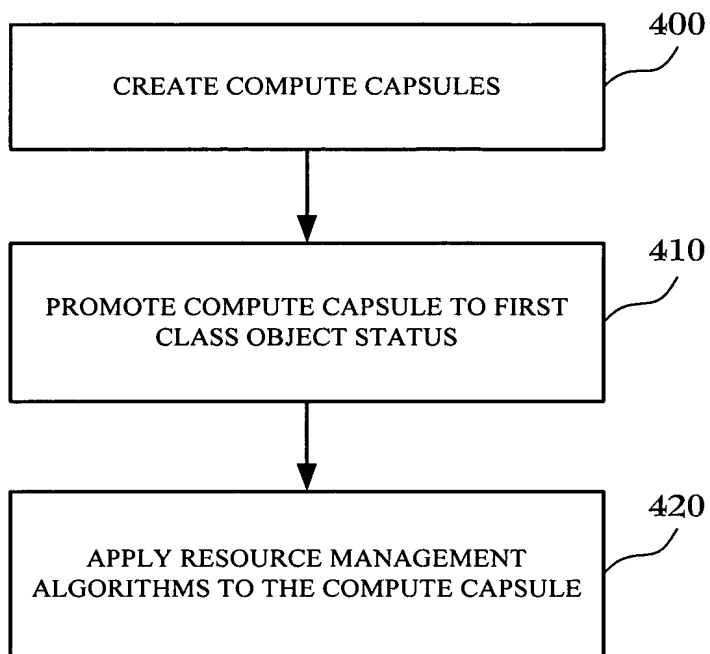 400
CREATE COMPUTE CAPSULES
410
PROMOTE COMPUTE CAPSULE TO FIRST
CLASS OBJECT STATUS
420
APPLY RESOURCE MANAGEMENT
ALGORITHMS TO THE COMPUTE CAPSULE